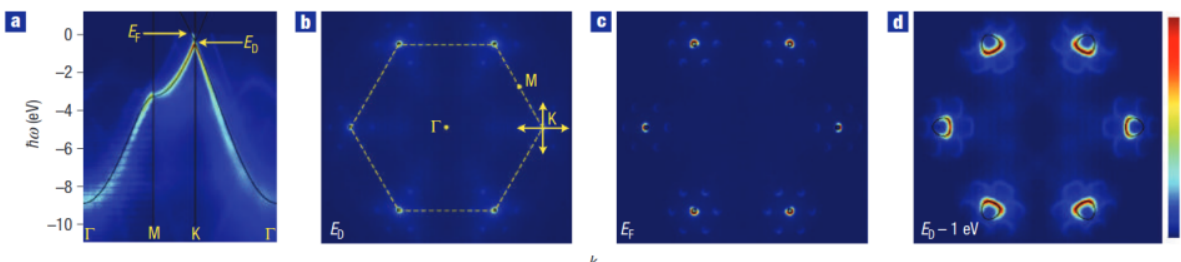 a
E_F
E_D
0
−2
−4
−6
−8
−10
ħω (eV)
Γ
M
K
Γ
b
M
Γ
K
E_D
c
E_F
d
E_D – 1 eV
k